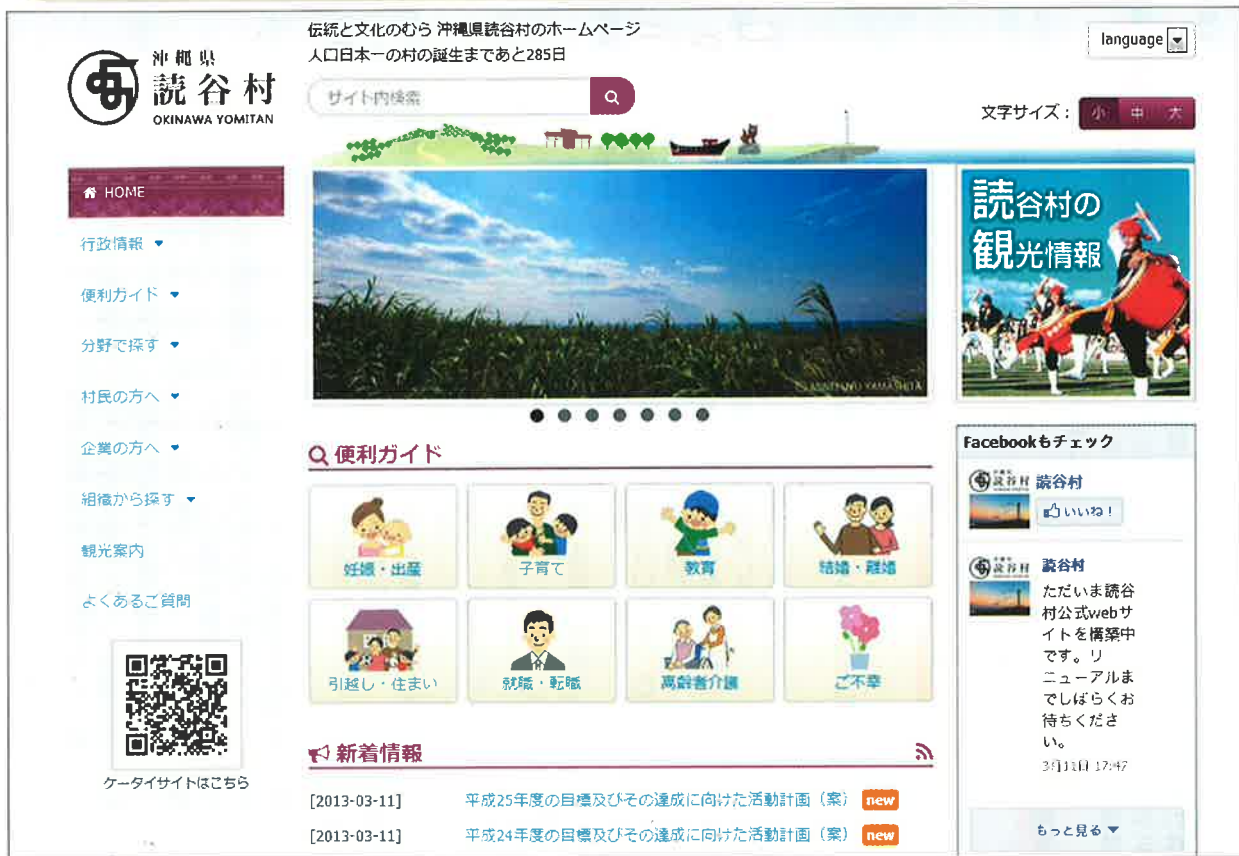 沖縄県
読谷村
OKINAWA YOMITAN
伝統と文化のむら 沖縄県読谷村のホームページ
人口日本一の村の誕生まであと285日
サイト内検索
language
文字サイズ：
小 中 大
HOME
行政情報
便利ガイド
分野で探す
村民の方へ
企業の方へ
組織から探す
観光案内
よくあるご質問
ケータイサイトはこちら
読谷村の
観光情報
便利ガイド
妊娠・出産
子育て
教育
結婚・離婚
引越し・住まい
就職・転職
高齢者介護
ご不幸
新着情報
[2013-03-11] 平成25年度の目標及びその達成に向けた活動計画（案） new
[2013-03-11] 平成24年度の目標及びその達成に向けた活動計画（案） new
Facebookもチェック
読谷村
読谷村
いいね！
読谷村
読谷村
ただいま読谷
村公式webサ
イトを構築中
です。リ
ニューアルま
でしばらくお
待ちくださ
い。
3月11日 17:47
もっと見る